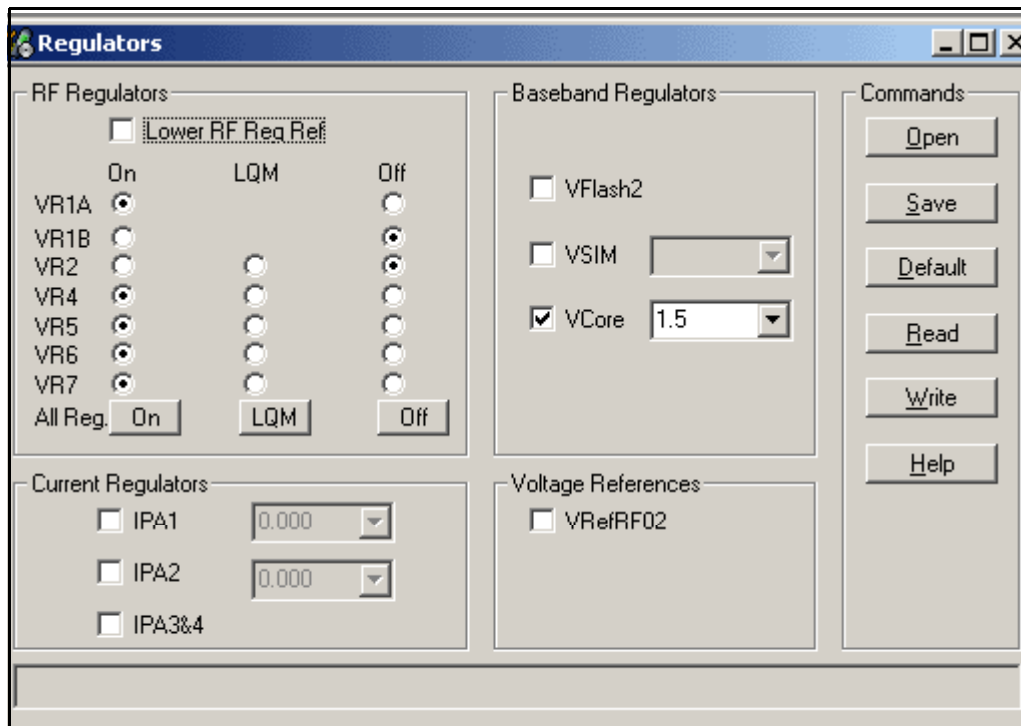 Regulators
RF Regulators
Lower RF Reg Ref
On LQM Off
VR1A
VR1B
VR2
VR4
VR5
VR6
VR7
All Reg. On LQM Off
Baseband Regulators
VFlash2
VSIM
VCore 1.5
Commands
Open
Save
Default
Read
Write
Help
Current Regulators
IPA1 0.000
IPA2 0.000
IPA3&4
Voltage References
VRefRF02